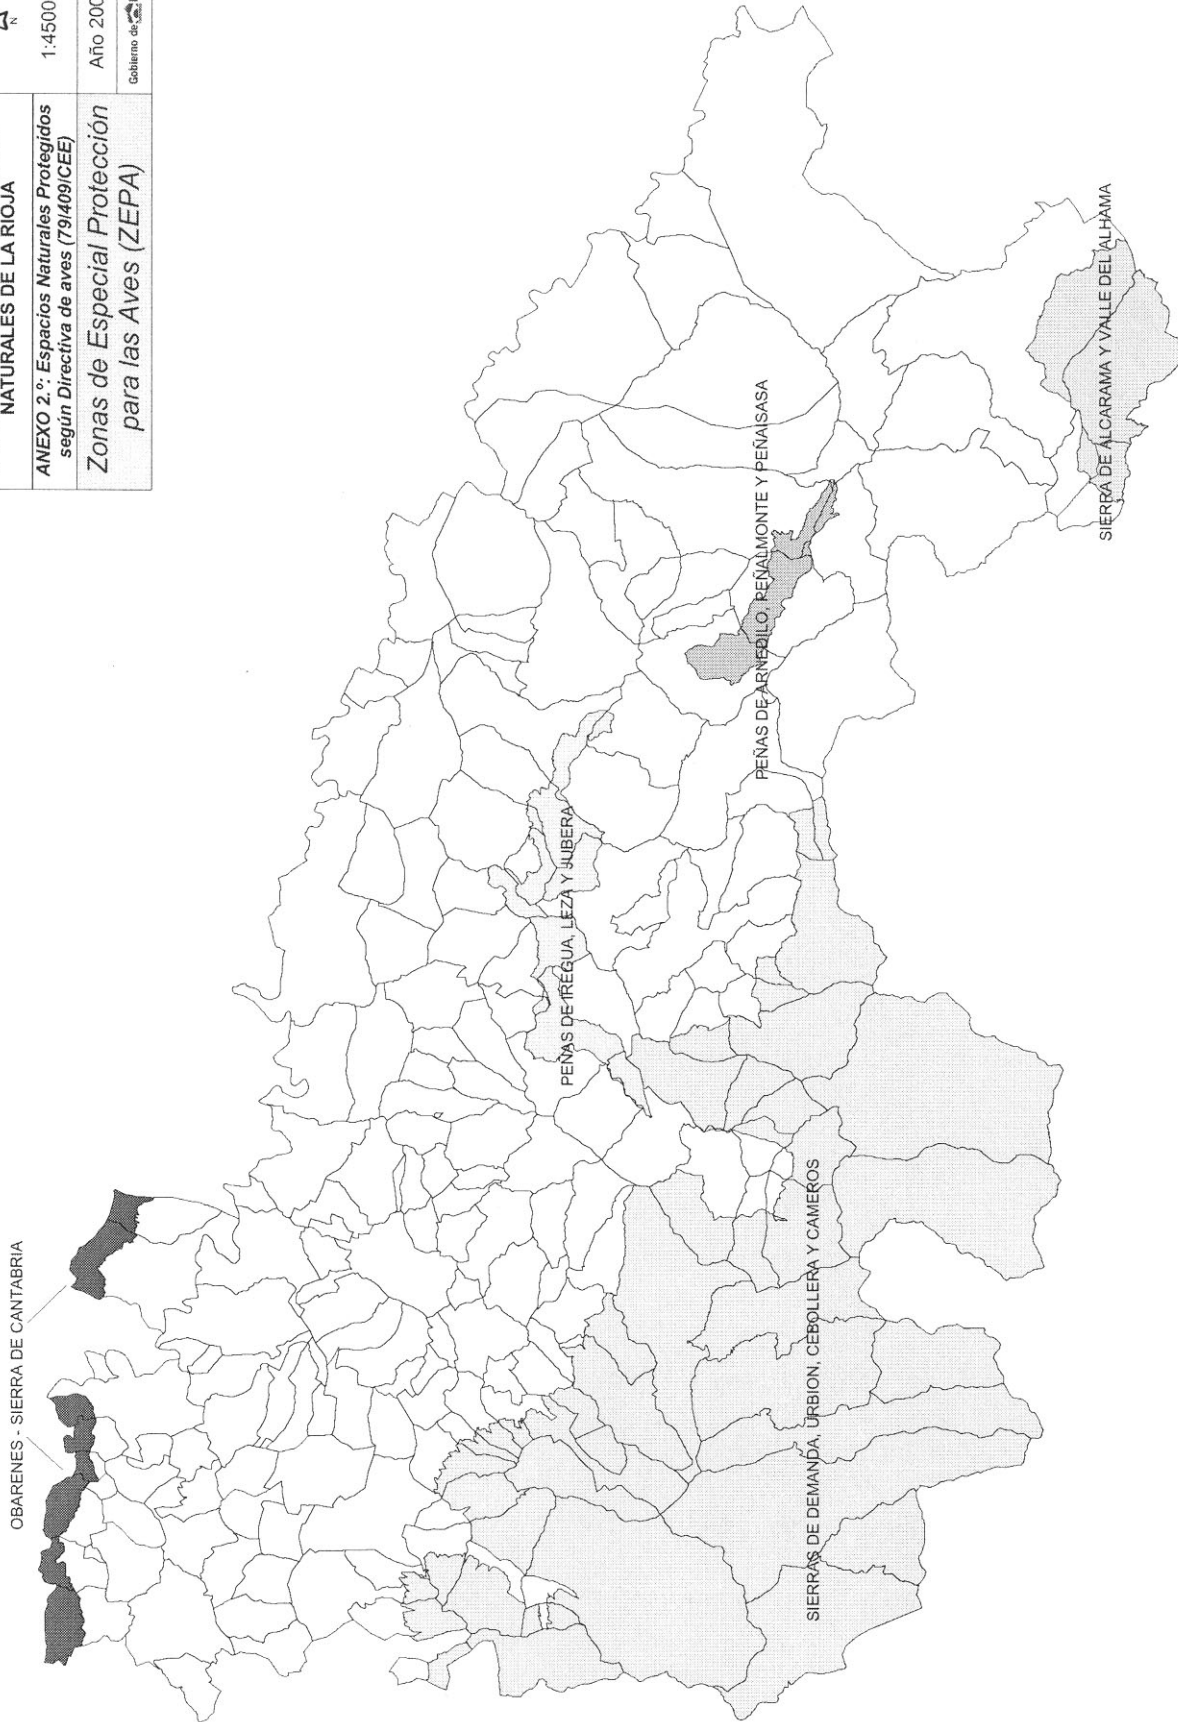 NATURALES DE LA RIOJA
ANEXO 2.º: Espacios Naturales Protegidos
según Directiva de aves (79/409/CEE)
Zonas de Especial Protección
para las Aves (ZEPA)
N
1:4500
Año 200
Gobierno de
OBARENES - SIERRA DE CANTABRIA
PEÑAS DE IREGUA, LEZA Y JUBERA
PEÑAS DE ARNEDILO, PEÑALMONTE Y PEÑAISASA
SIERRAS DE DEMANDA, URBION, CEBOLLERA Y CAMEROS
SIERRA DE ALCARAMA Y VALLE DEL ALHAMA